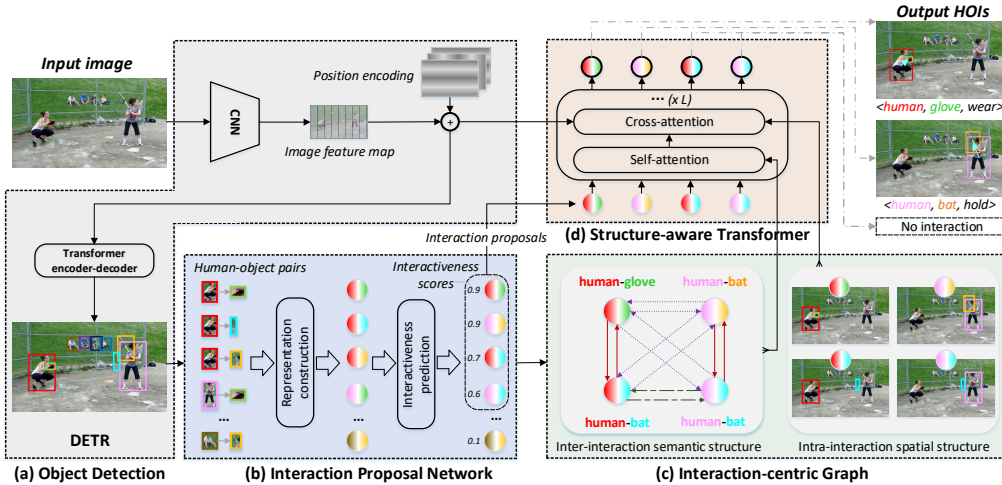 Input image
CNN
Position encoding
Image feature map
+
Transformer
encoder-decoder
DETR
(a) Object Detection
Human-object pairs
Representation
construction
Interactiveness
prediction
Interactiveness
scores
0.9
0.9
0.7
0.6
...
0.1
...
...
(b) Interaction Proposal Network
Interaction proposals
... (x L)
Cross-attention
Self-attention
(d) Structure-aware Transformer
Output HOIs
<human, glove, wear>
<human, bat, hold>
No interaction
human-glove
human-bat
human-bat
human-bat
Inter-interaction semantic structure
Intra-interaction spatial structure
(c) Interaction-centric Graph